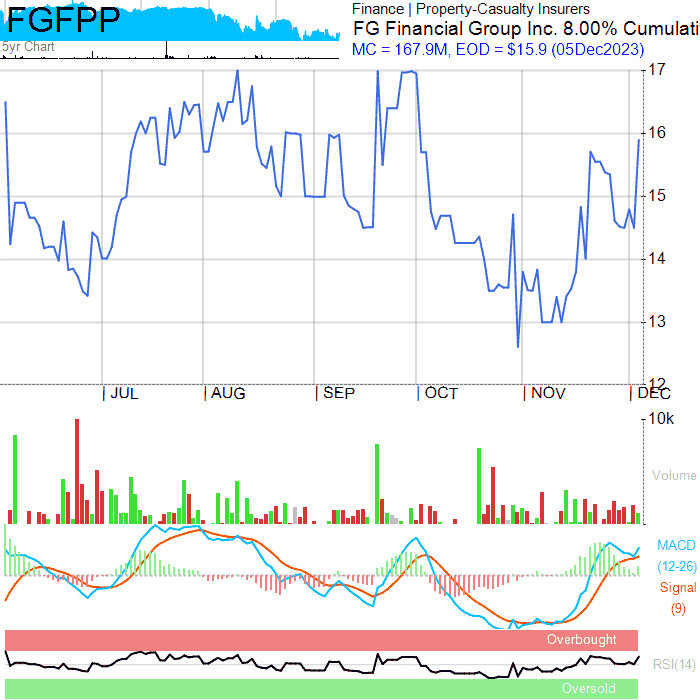 FGFPP
5yr Chart
Finance | Property-Casualty Insurers
FG Financial Group Inc. 8.00% Cumulati
MC = 167.9M, EOD = $15.9 (05Dec2023)
17
16
15
14
13
12
JUL AUG SEP OCT NOV DEC
10k
Volume
MACD
(12-26)
Signal
(9)
Overbought
RSI(14)
Oversold